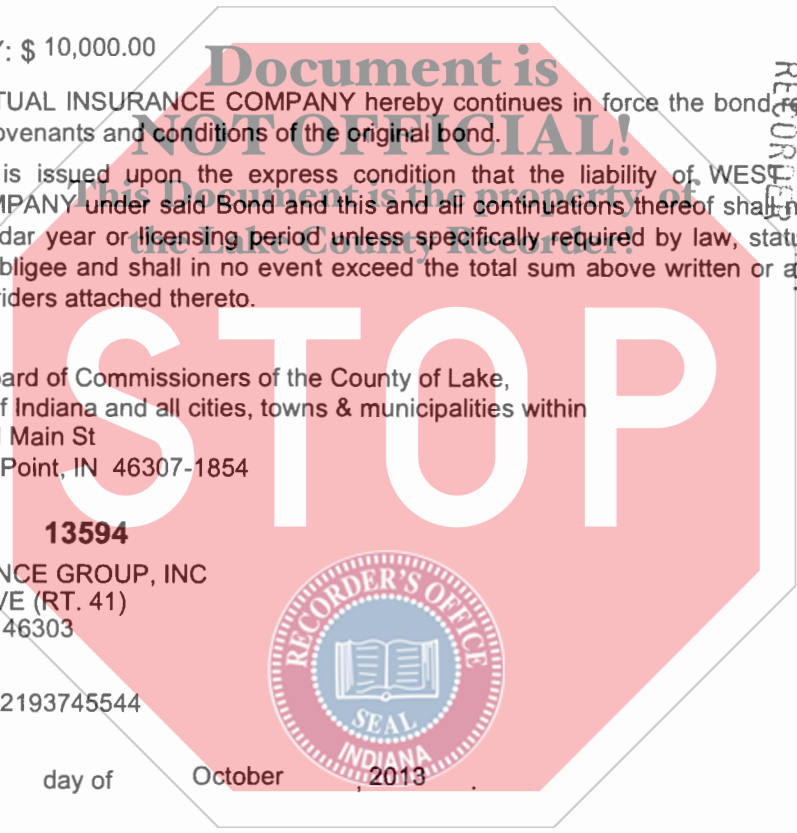 Y: $ 10,000.00
Document is
TUAL INSURANCE COMPANY hereby continues in force the bond
ovenants and conditions of the original bond.
NOT OFFICIAL!
is issued upon the express condition that the liability of WEST
This Document is the property of
MPANY under said Bond and this and all continuations thereof shall
dar year or licensing period unless specifically required by law, statu
the Lake County Recorder!
bligee and shall in no event exceed the total sum above written or a
riders attached thereto.
RECORDED
STOP
ard of Commissioners of the County of Lake,
f Indiana and all cities, towns & municipalities within
Main St
Point, IN 46307-1854
13594
NCE GROUP, INC
VE (RT. 41)
46303
2193745544
RECORDER'S OFFICE
SEAL
INDIANA
day of October , 2013 .